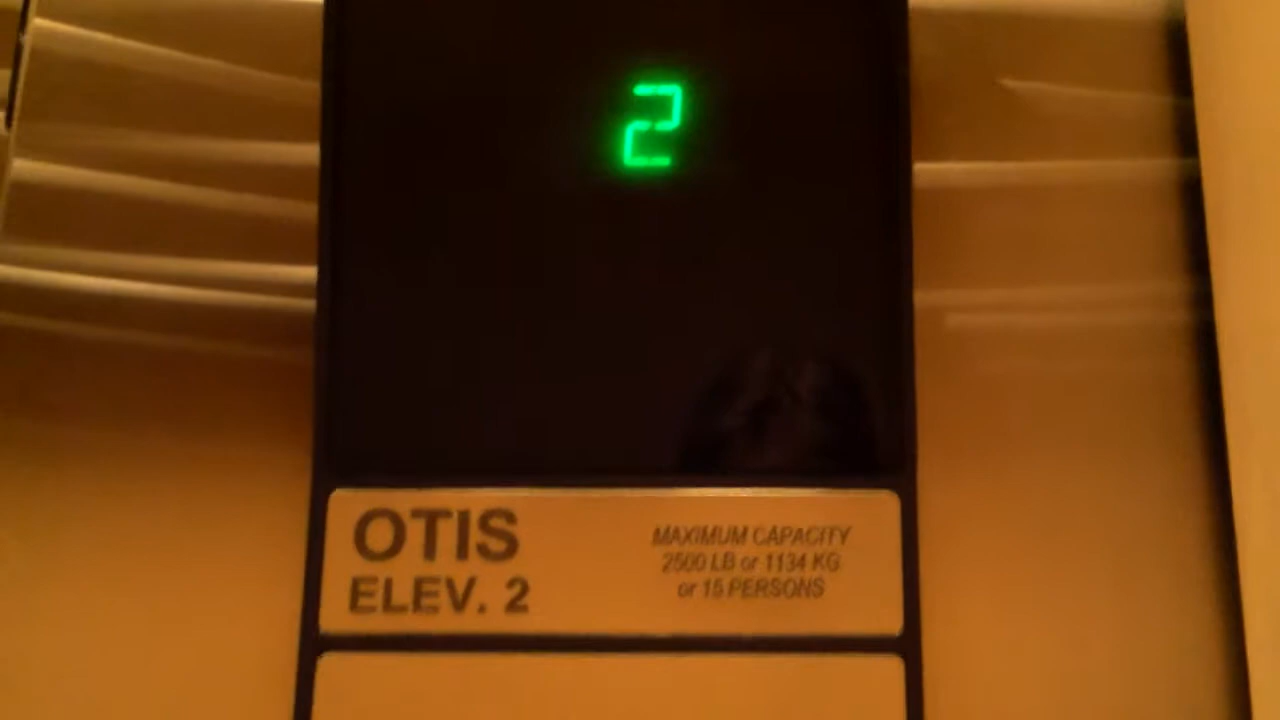 2
OTIS
ELEV. 2
MAXIMUM CAPACITY
2500 LB or 1134 KG
or 15 PERSONS